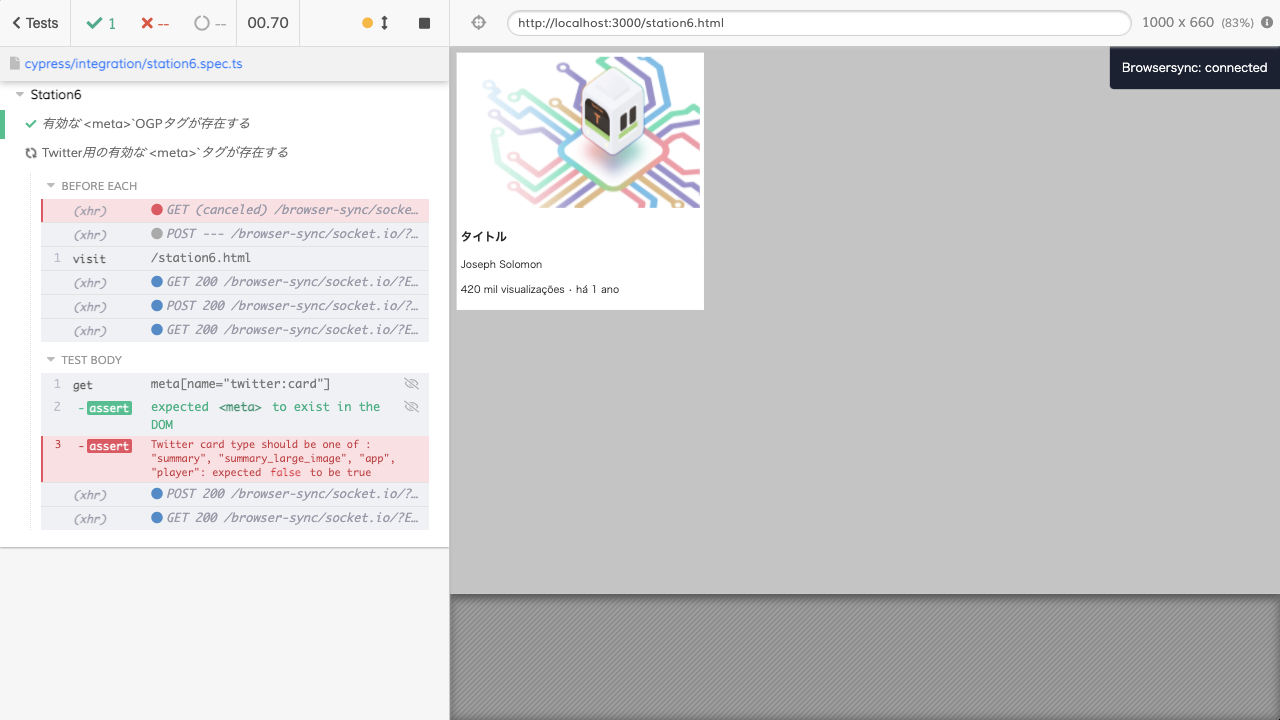 Tests
1
--
--
00.70
http://localhost:3000/station6.html
1000 x 660 (83%)
cypress/integration/station6.spec.ts
Browsersync: connected
Station6
有効な`<meta>`OGPタグが存在する
Twitter用の有効な`<meta>`タグが存在する
BEFORE EACH
(xhr) GET (canceled) /browser-sync/socke…
(xhr) POST --- /browser-sync/socket.io/?…
1 visit /station6.html
(xhr) GET 200 /browser-sync/socket.io/?E…
(xhr) POST 200 /browser-sync/socket.io/?…
(xhr) GET 200 /browser-sync/socket.io/?E…
TEST BODY
1 get meta[name="twitter:card"]
2 -assert expected <meta> to exist in the
DOM
3 -assert Twitter card type should be one of :
"summary", "summary_large_image", "app",
"player": expected false to be true
(xhr) POST 200 /browser-sync/socket.io/?…
(xhr) GET 200 /browser-sync/socket.io/?E…
T
タイトル
Joseph Solomon
420 mil visualizações · há 1 ano